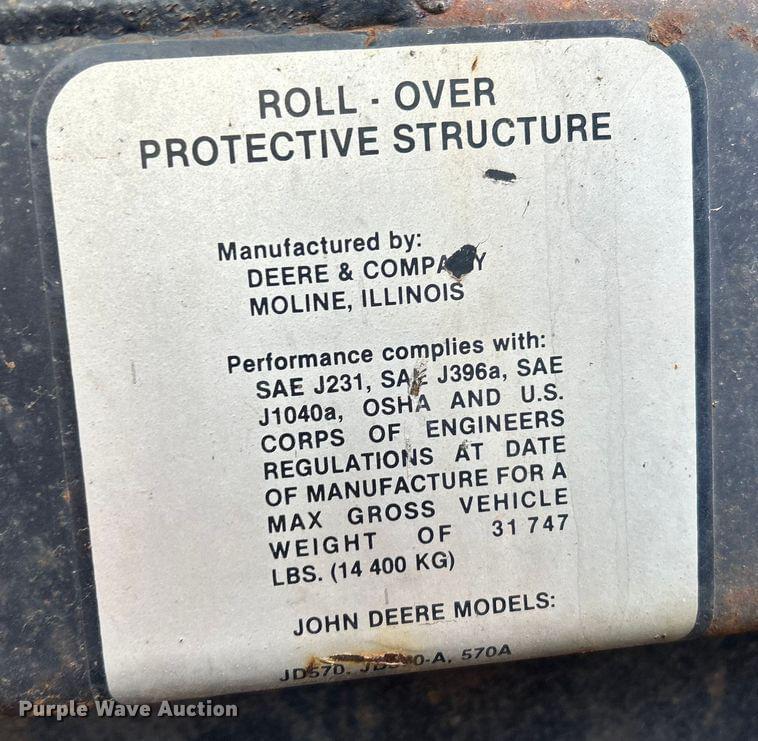 ROLL - OVER
PROTECTIVE STRUCTURE
Manufactured by:
DEERE & COMPANY
MOLINE, ILLINOIS
Performance complies with:
SAE J231, SAE J396a, SAE
J1040a, OSHA AND U.S.
CORPS OF ENGINEERS
REGULATIONS AT DATE
OF MANUFACTURE FOR A
MAX GROSS VEHICLE
WEIGHT OF 31 747
LBS. (14 400 KG)
JOHN DEERE MODELS:
JD570, 570A
Purple Wave Auction